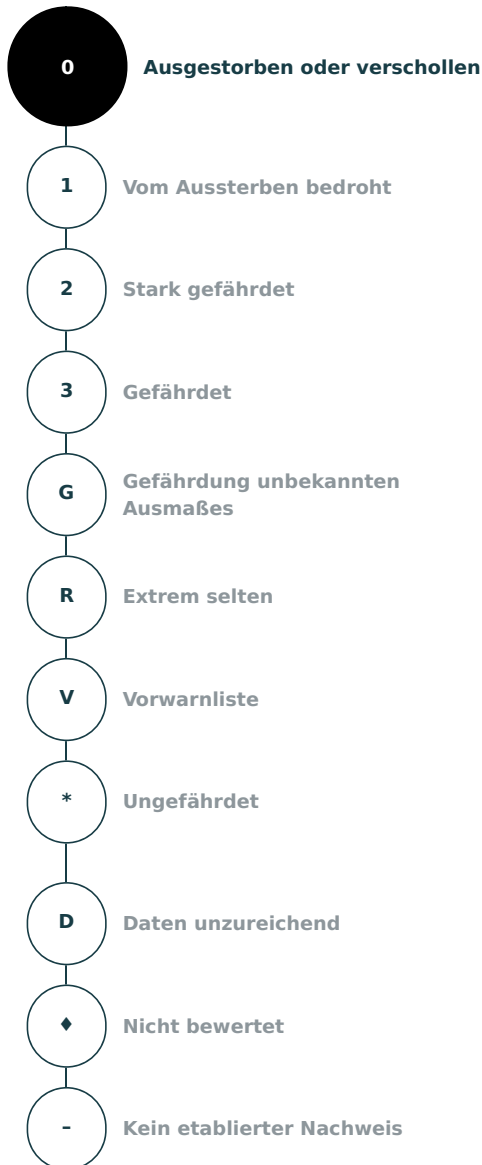 0 Ausgestorben oder verschollen
1 Vom Aussterben bedroht
2 Stark gefährdet
3 Gefährdet
G Gefährdung unbekannten
Ausmaßes
R Extrem selten
V Vorwarnliste
* Ungefährdet
D Daten unzureichend
♦ Nicht bewertet
– Kein etablierter Nachweis